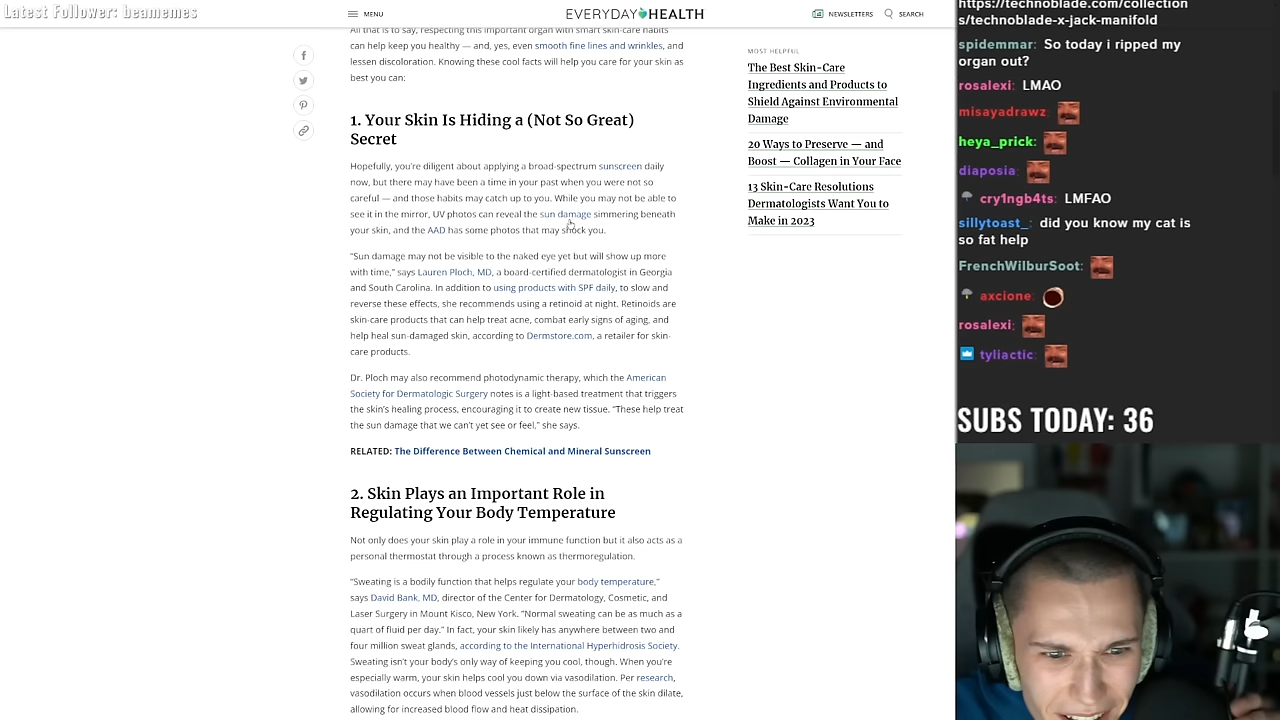 Latest Follower: beamemes
MENU
EVERYDAY HEALTH
NEWSLETTERS
SEARCH
All that is to say, respecting this important organ with smart skin-care habits
can help keep you healthy — and, yes, even smooth fine lines and wrinkles, and
lessen discoloration. Knowing these cool facts will help you care for your skin as
best you can:
1. Your Skin Is Hiding a (Not So Great)
Secret
Hopefully, you're diligent about applying a broad-spectrum sunscreen daily
now, but there may have been a time in your past when you were not so
careful — and those habits may catch up to you. While you may not be able to
see it in the mirror, UV photos can reveal the sun damage simmering beneath
your skin, and the AAD has some photos that may shock you.
"Sun damage may not be visible to the naked eye yet but will show up more
with time," says Lauren Ploch, MD, a board-certified dermatologist in Georgia
and South Carolina. In addition to using products with SPF daily, to slow and
reverse these effects, she recommends using a retinoid at night. Retinoids are
skin-care products that can help treat acne, combat early signs of aging, and
help heal sun-damaged skin, according to Dermstore.com, a retailer for skin-
care products.
Dr. Ploch may also recommend photodynamic therapy, which the American
Society for Dermatologic Surgery notes is a light-based treatment that triggers
the skin's healing process, encouraging it to create new tissue. "These help treat
the sun damage that we can't yet see or feel," she says.
RELATED: The Difference Between Chemical and Mineral Sunscreen
2. Skin Plays an Important Role in
Regulating Your Body Temperature
Not only does your skin play a role in your immune function but it also acts as a
personal thermostat through a process known as thermoregulation.
"Sweating is a bodily function that helps regulate your body temperature,"
says David Bank, MD, director of the Center for Dermatology, Cosmetic, and
Laser Surgery in Mount Kisco, New York. "Normal sweating can be as much as a
quart of fluid per day." In fact, your skin likely has anywhere between two and
four million sweat glands, according to the International Hyperhidrosis Society.
Sweating isn't your body's only way of keeping you cool, though. When you're
especially warm, your skin helps cool you down via vasodilation. Per research,
vasodilation occurs when blood vessels just below the surface of the skin dilate,
allowing for increased blood flow and heat dissipation.
MOST HELPFUL
The Best Skin-Care
Ingredients and Products to
Shield Against Environmental
Damage
20 Ways to Preserve — and
Boost — Collagen in Your Face
13 Skin-Care Resolutions
Dermatologists Want You to
Make in 2023
https://technoblade.com/collection
s/technoblade-x-jack-manifold
spidemmar: So today i ripped my
organ out?
rosalexi: LMAO
misayadrawz:
heya_prick:
diaposia:
cry1ngb4ts: LMFAO
sillytoast_: did you know my cat is
so fat help
FrenchWilburSoot:
axcione:
rosalexi:
tyliactic:
SUBS TODAY: 36